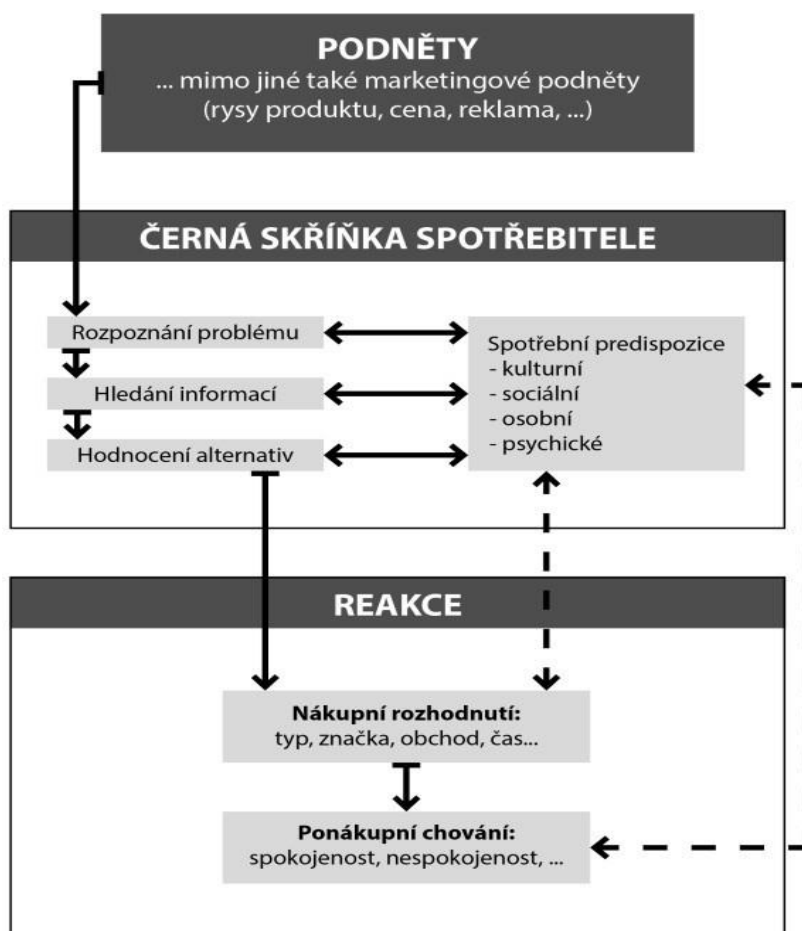 PODNĚTY
... mimo jiné také marketingové podněty
(rysy produktu, cena, reklama, ...)
ČERNÁ SKŘÍŇKA SPOTŘEBITELE
Rozpoznání problému
Hledání informací
Hodnocení alternativ
Spotřební predispozice
- kulturní
- sociální
- osobní
- psychické
REAKCE
Nákupní rozhodnutí:
typ, značka, obchod, čas...
Ponákupní chování:
spokojenost, nespokojenost, ...